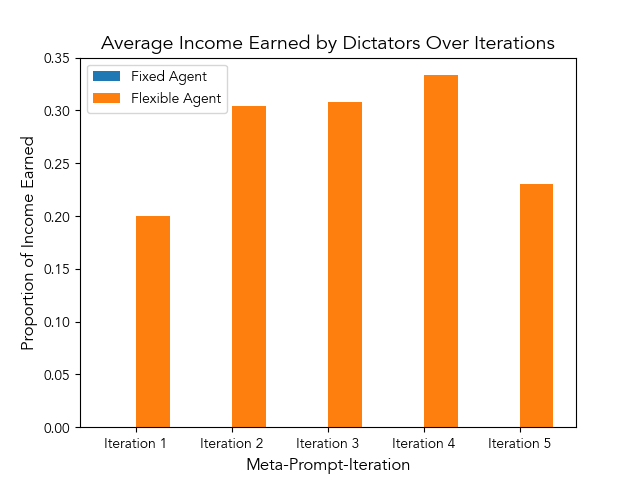 Average Income Earned by Dictators Over Iterations
Fixed Agent
Flexible Agent
Proportion of Income Earned
0.35
0.30
0.25
0.20
0.15
0.10
0.05
0.00
Iteration 1 Iteration 2 Iteration 3 Iteration 4 Iteration 5
Meta-Prompt-Iteration